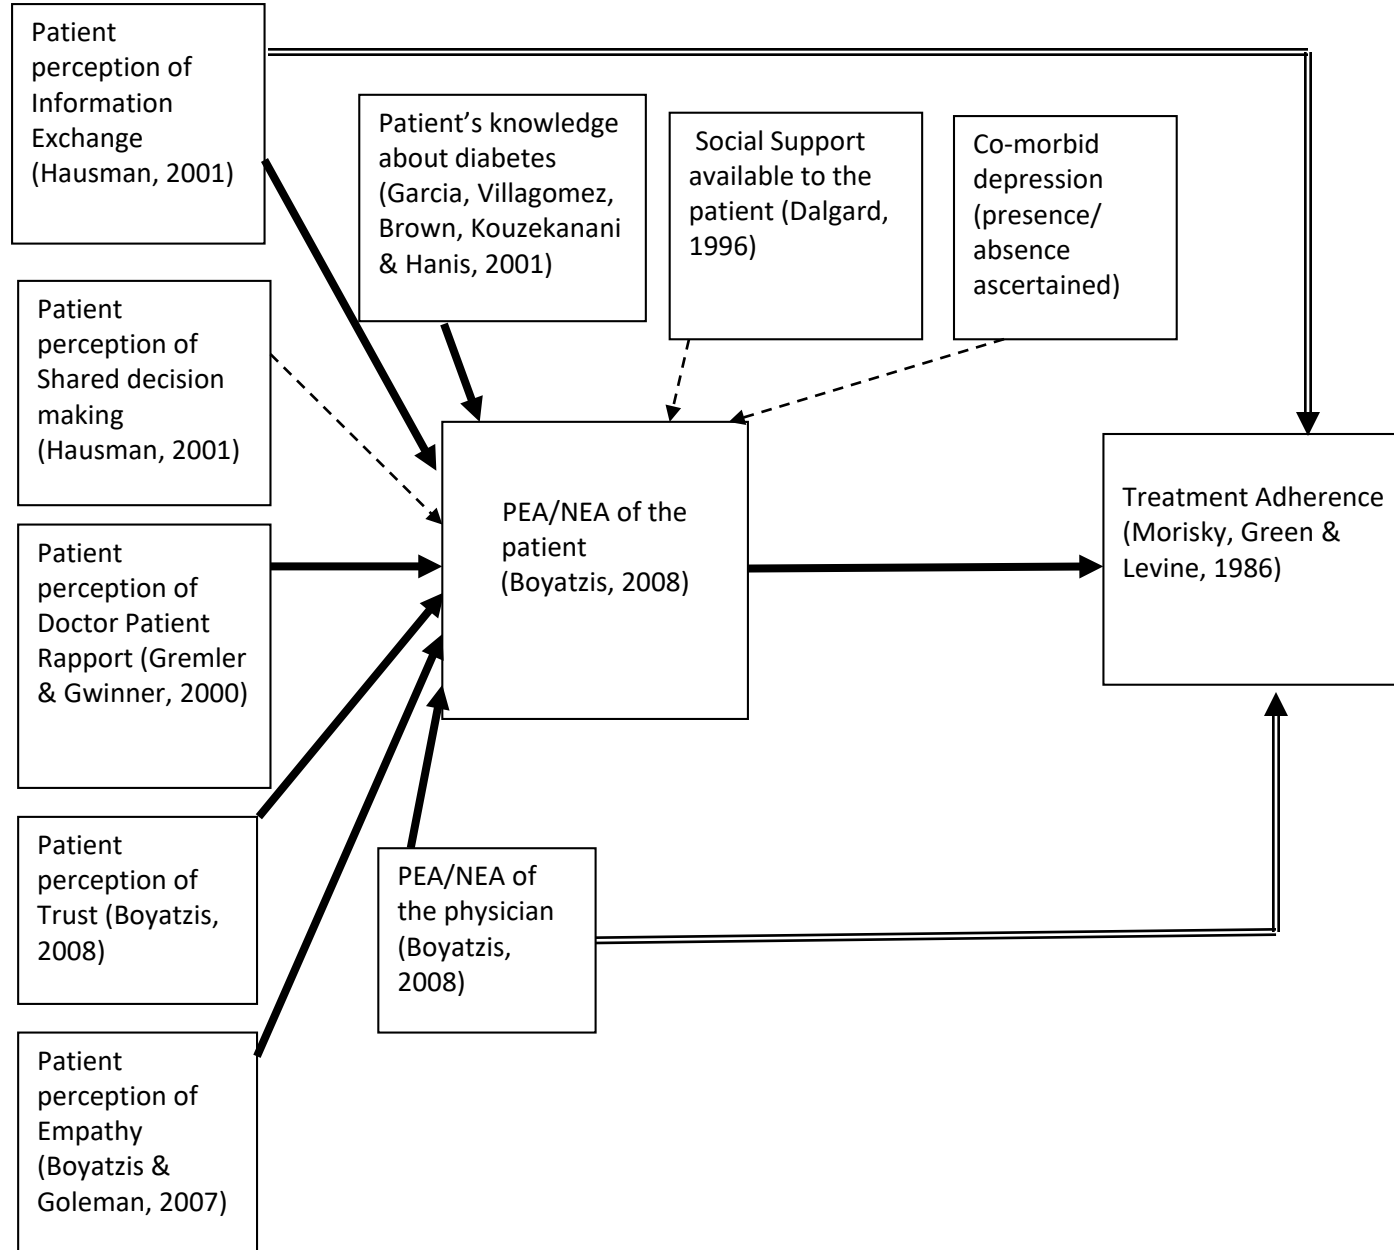 Patient
perception of
Information
Exchange
(Hausman, 2001)
Patient’s knowledge
about diabetes
(Garcia, Villagomez,
Brown, Kouzekanani
& Hanis, 2001)
Social Support
available to the
patient (Dalgard,
1996)
Co-morbid
depression
(presence/
absence
ascertained)
Patient
perception of
Shared decision
making
(Hausman, 2001)
PEA/NEA of the
patient
(Boyatzis, 2008)
Treatment Adherence
(Morisky, Green &
Levine, 1986)
Patient
perception of
Doctor Patient
Rapport (Gremler
& Gwinner, 2000)
Patient
perception of
Trust (Boyatzis,
2008)
PEA/NEA of
the physician
(Boyatzis,
2008)
Patient
perception of
Empathy
(Boyatzis &
Goleman, 2007)